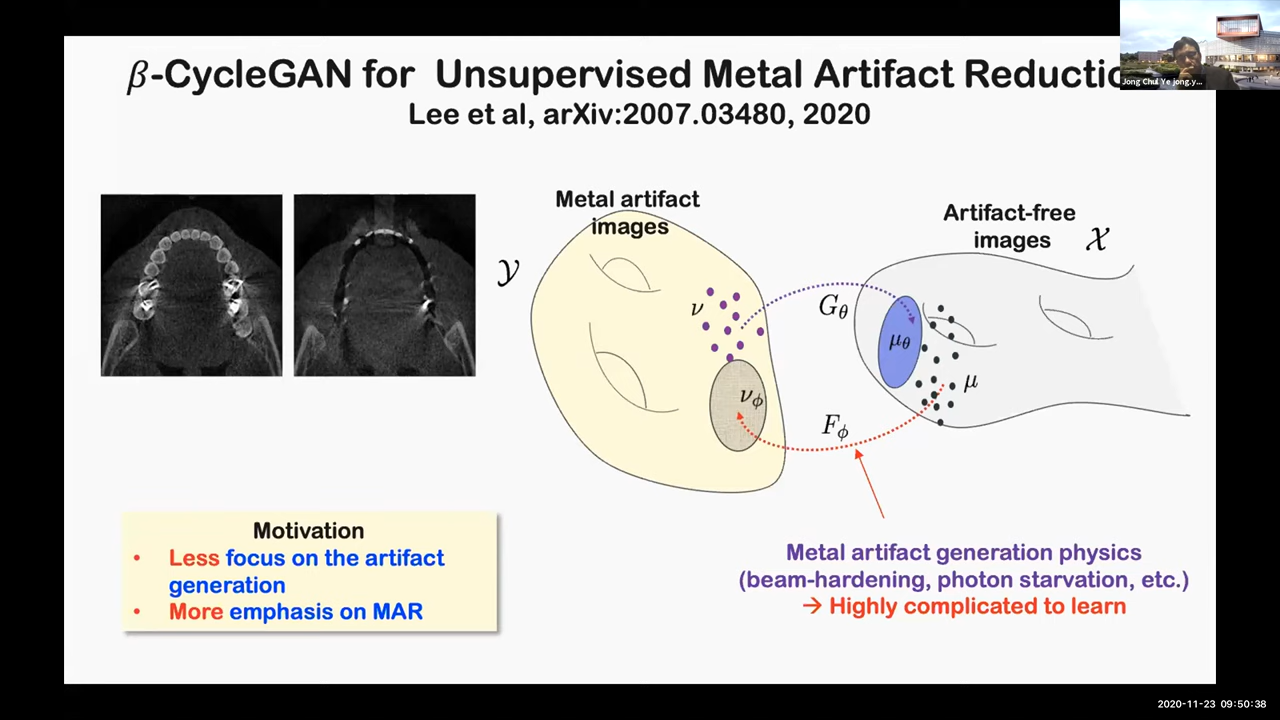 β-CycleGAN for Unsupervised Metal Artifact Reductio
Lee et al, arXiv:2007.03480, 2020
Jong Chul Ye jong.y...
Metal artifact
images
Artifact-free
images 𝒳
𝒴
ν
G_θ
μ_θ
μ
ν_ϕ
F_ϕ
Motivation
• Less focus on the artifact
generation
• More emphasis on MAR
Metal artifact generation physics
(beam-hardening, photon starvation, etc.)
→ Highly complicated to learn
2020-11-23 09:50:38